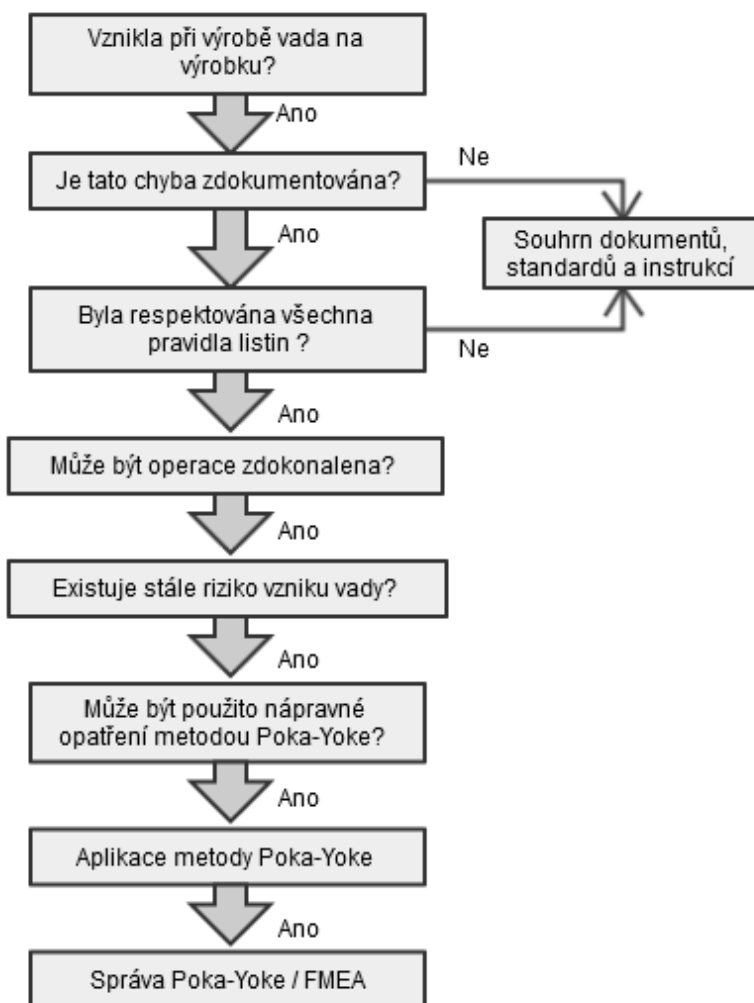 Vznikla při výrobě vada na
výrobku?
Ano
Je tato chyba zdokumentována?
Ne
Ano
Souhrn dokumentů,
standardů a instrukcí
Byla respektována všechna
pravidla listin ?
Ne
Ano
Může být operace zdokonalena?
Ano
Existuje stále riziko vzniku vady?
Ano
Může být použito nápravné
opatření metodou Poka-Yoke?
Ano
Aplikace metody Poka-Yoke
Ano
Správa Poka-Yoke / FMEA